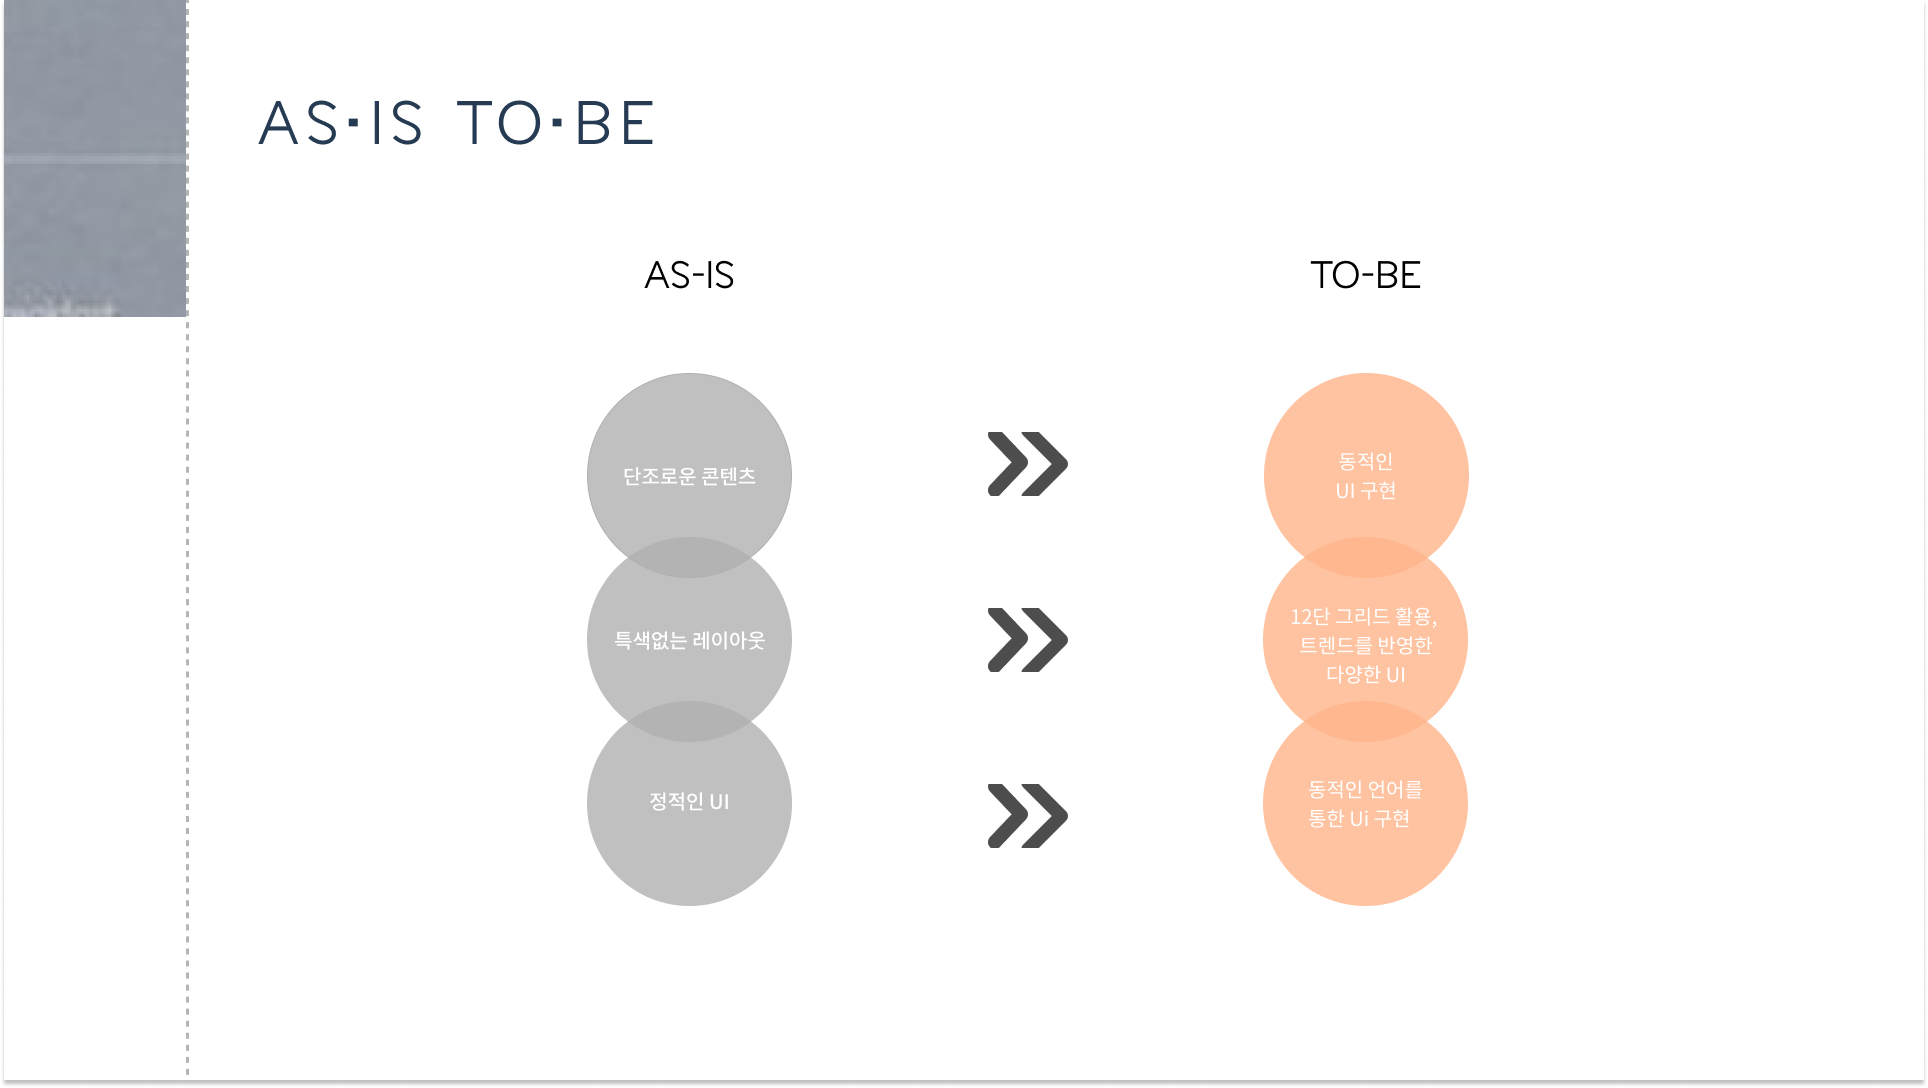 AS·IS TO·BE
AS-IS
TO-BE
단조로운 콘텐츠
동적인
UI 구현
특색없는 레이아웃
12단 그리드 활용,
트렌드를 반영한
다양한 UI
정적인 UI
동적인 언어를
통한 Ui 구현